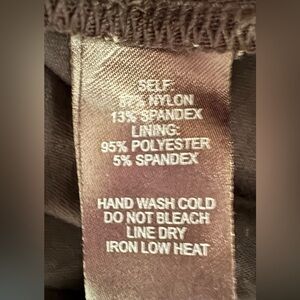 SELF:
87% NYLON
13% SPANDEX
LINING:
95% POLYESTER
5% SPANDEX
HAND WASH COLD
DO NOT BLEACH
LINE DRY
IRON LOW HEAT